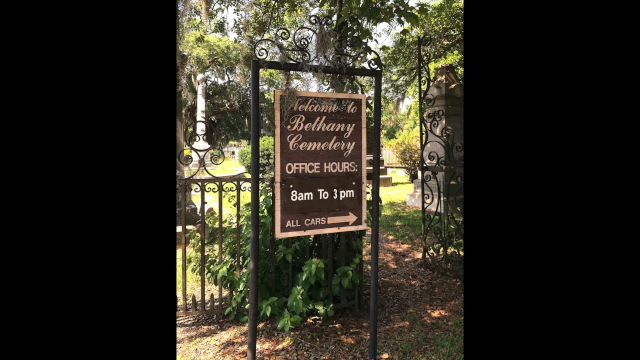 Welcome to
Bethany
Cemetery
OFFICE HOURS:
8am To 3pm
ALL CARS